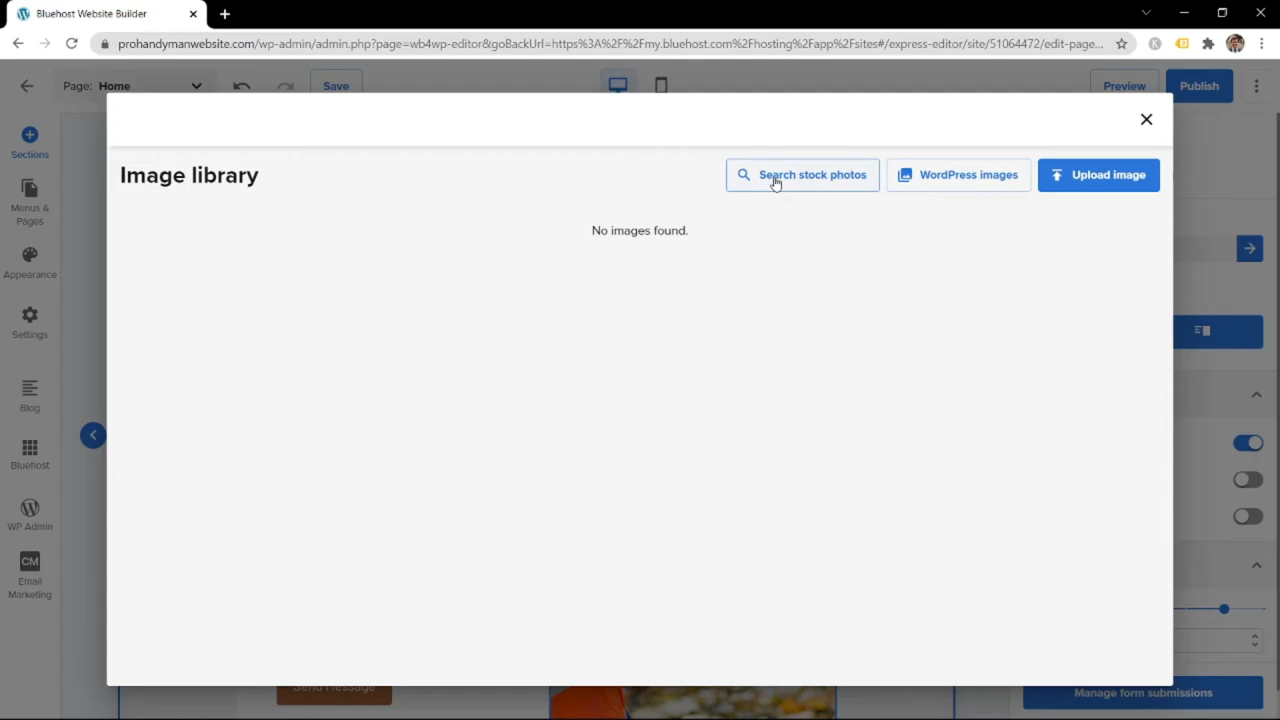 Bluehost Website Builder
prohandymanwebsite.com/wp-admin/admin.php?page=wb4wp-editor&goBackUrl=https%3A%2F%2Fmy.bluehost.com%2Fhosting%2Fapp%2Fsites#/express-editor/site/51064472/edit-page...
Page: Home
Save
Preview
Publish
Sections
Menus &
Pages
Appearance
Settings
Blog
Bluehost
WP Admin
CM
Email
Marketing
Image library
Search stock photos
WordPress images
Upload image
No images found.
Send Message
Manage form submissions